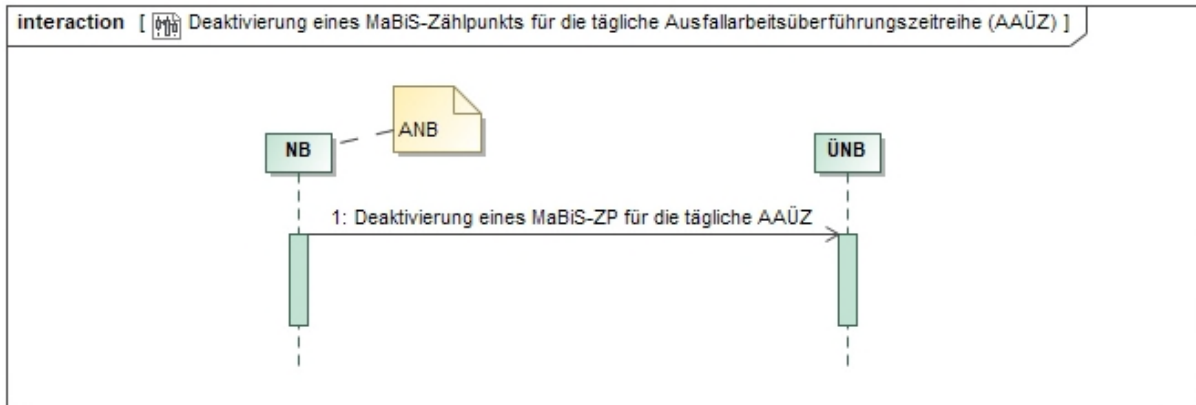 interaction [ Deaktivierung eines MaBiS-Zählpunkts für die tägliche Ausfallarbeitsüberführungszeitreihe (AAÜZ) ]
ANB
NB
ÜNB
1: Deaktivierung eines MaBiS-ZP für die tägliche AAÜZ